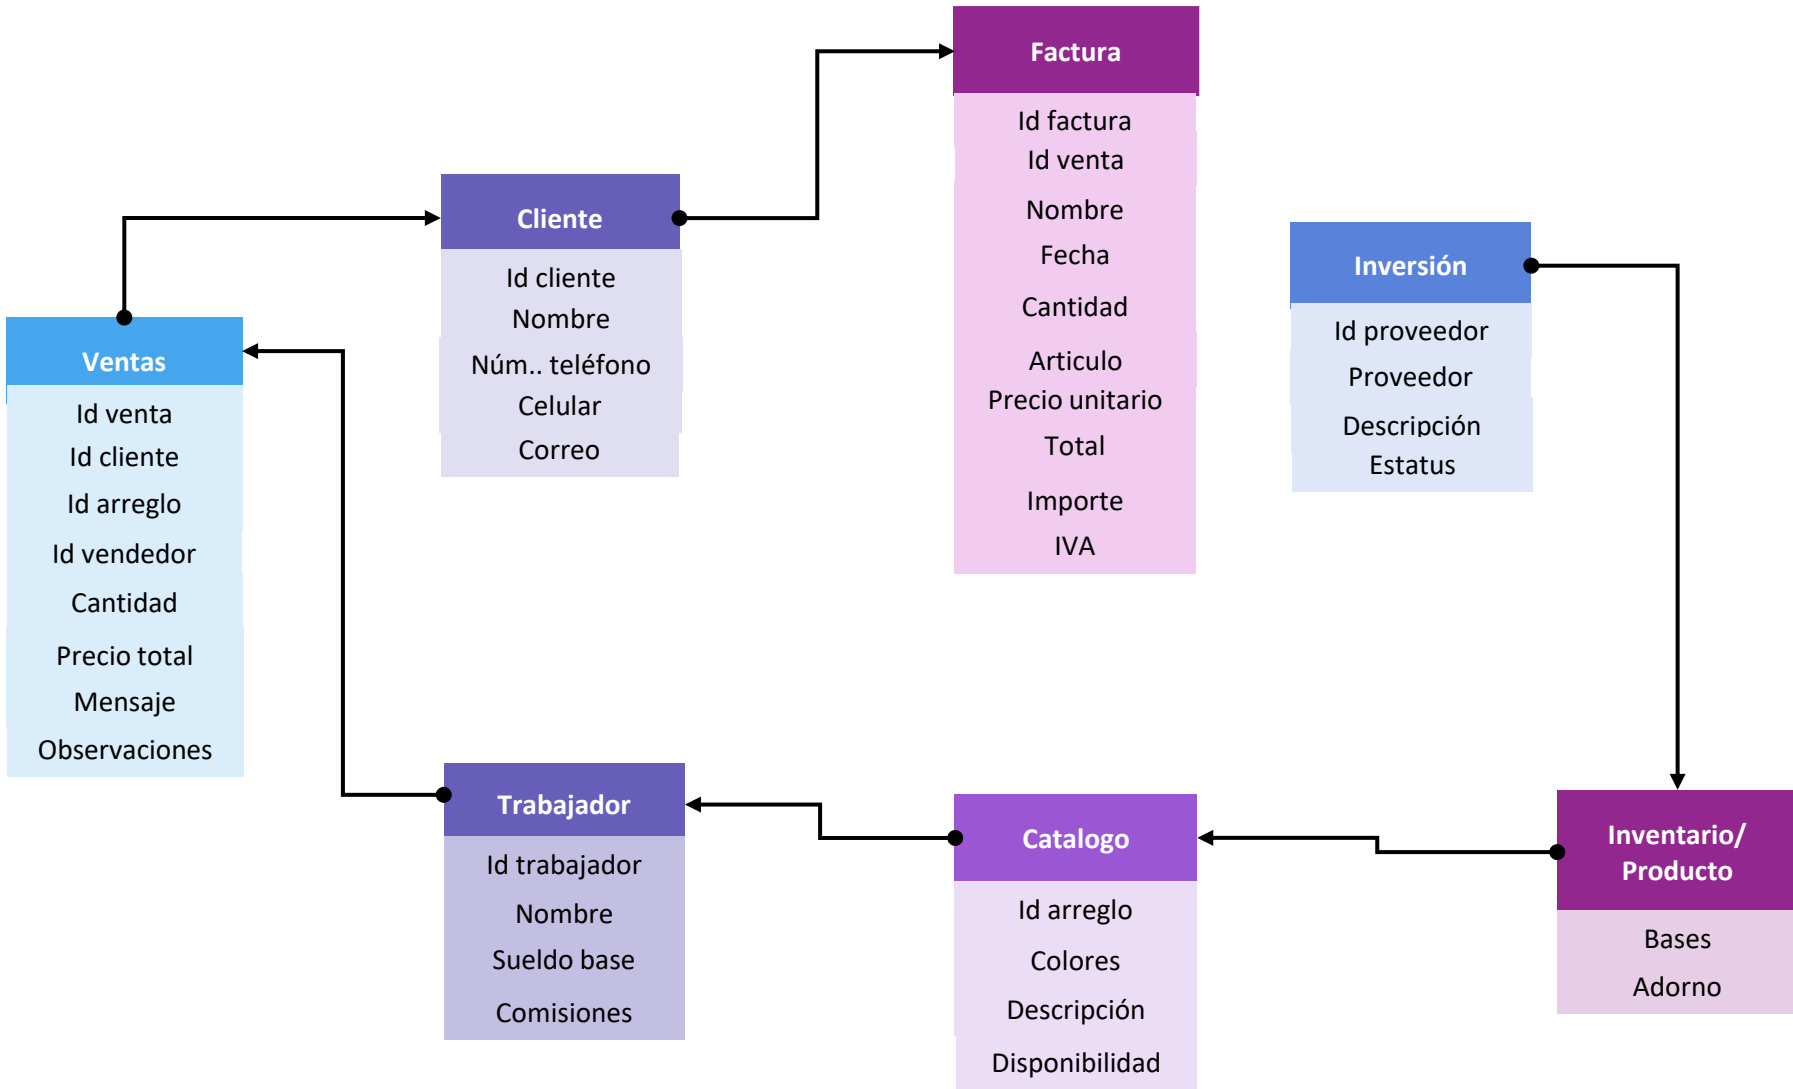 Factura
Id factura
Id venta
Nombre
Fecha
Cantidad
Articulo
Precio unitario
Total
Importe
IVA
Cliente
Id cliente
Nombre
Núm.. teléfono
Celular
Correo
Inversión
Id proveedor
Proveedor
Descripción
Estatus
Ventas
Id venta
Id cliente
Id arreglo
Id vendedor
Cantidad
Precio total
Mensaje
Observaciones
Trabajador
Id trabajador
Nombre
Sueldo base
Comisiones
Catalogo
Id arreglo
Colores
Descripción
Disponibilidad
Inventario/
Producto
Bases
Adorno